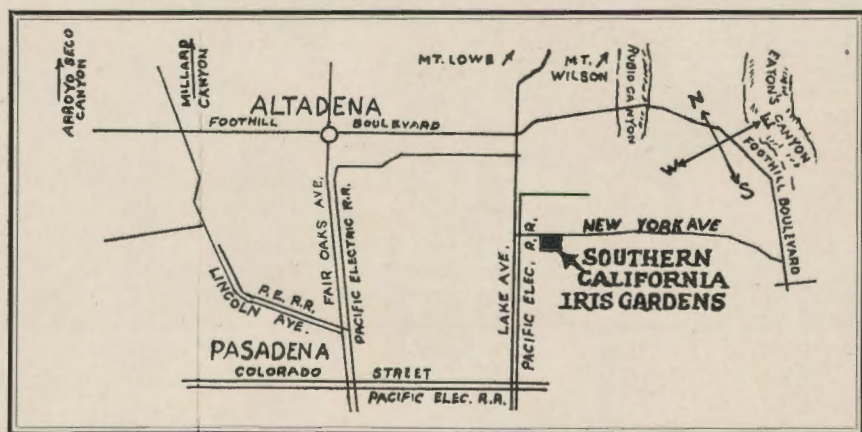 ARROYO SECO
CANYON
MILLARD
CANYON
MT. LOWE
MT.
WILSON
RUBIO CANYON
EATON'S CANYON
ALTADENA
FOOTHILL BOULEVARD
N
E
W
S
FOOTHILL BOULEVARD
FAIR OAKS AVE.
PACIFIC ELECTRIC R.R.
LAKE AVE.
PACIFIC ELEC. R.R.
NEW YORK AVE
SOUTHERN
CALIFORNIA
IRIS GARDENS
P.E. R.R.
LINCOLN AVE.
PASADENA
COLORADO STREET
PACIFIC ELEC. R.R.